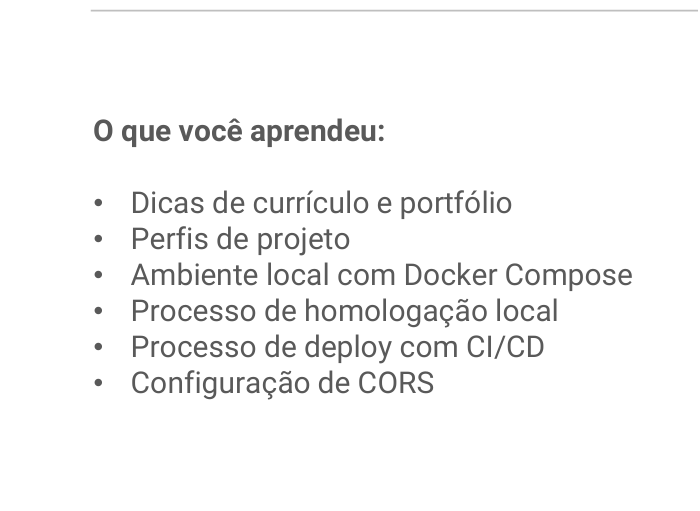 O que você aprendeu:
• Dicas de currículo e portfólio
• Perfis de projeto
• Ambiente local com Docker Compose
• Processo de homologação local
• Processo de deploy com CI/CD
• Configuração de CORS